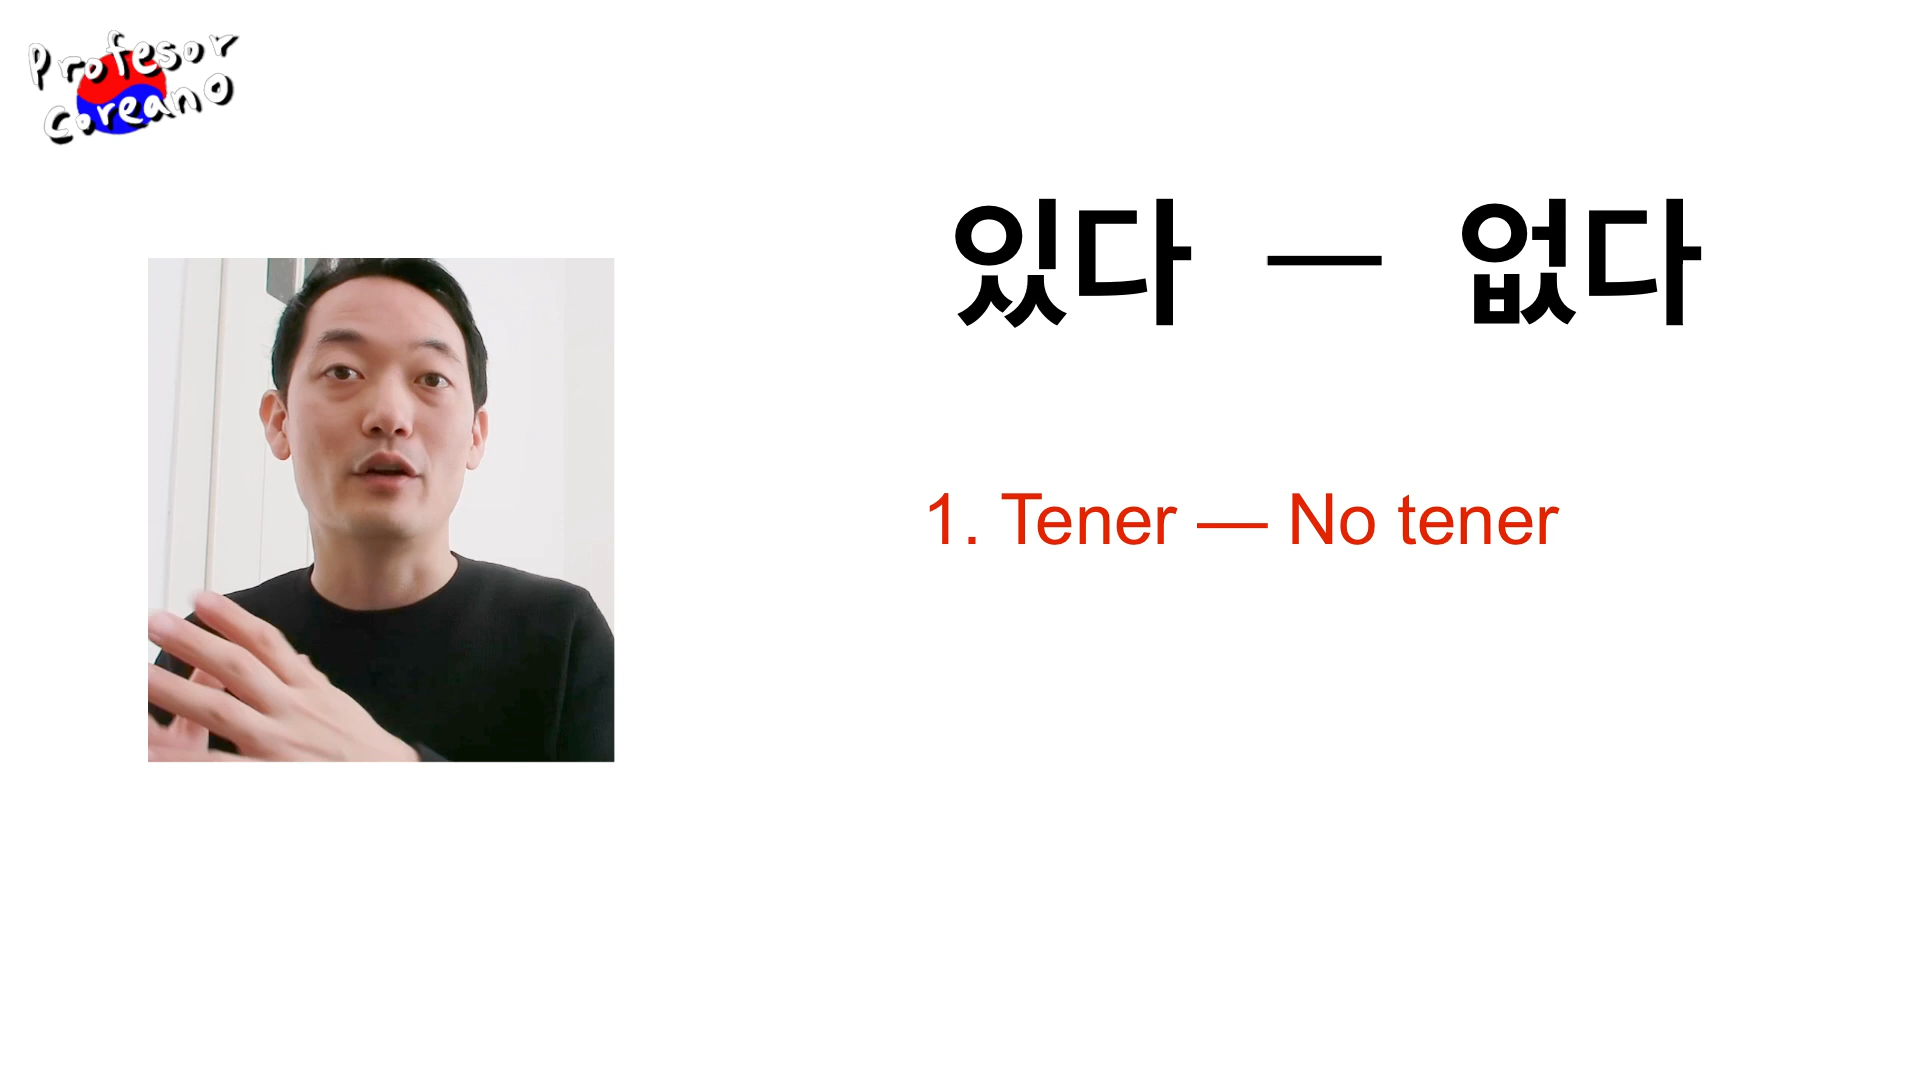 Profesor
Coreano
있다 — 없다
1. Tener — No tener